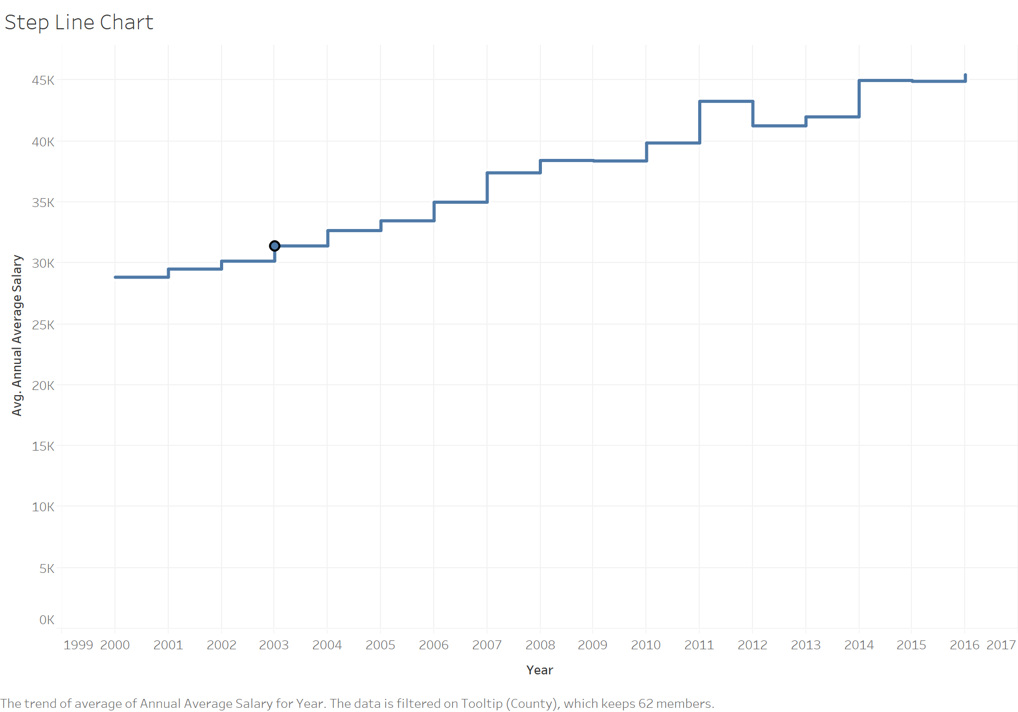 Step Line Chart
45K
40K
35K
30K
25K
20K
15K
10K
5K
0K
Avg. Annual Average Salary
1999 2000 2001 2002 2003 2004 2005 2006 2007 2008 2009 2010 2011 2012 2013 2014 2015 2016 2017
Year
The trend of average of Annual Average Salary for Year. The data is filtered on Tooltip (County), which keeps 62 members.